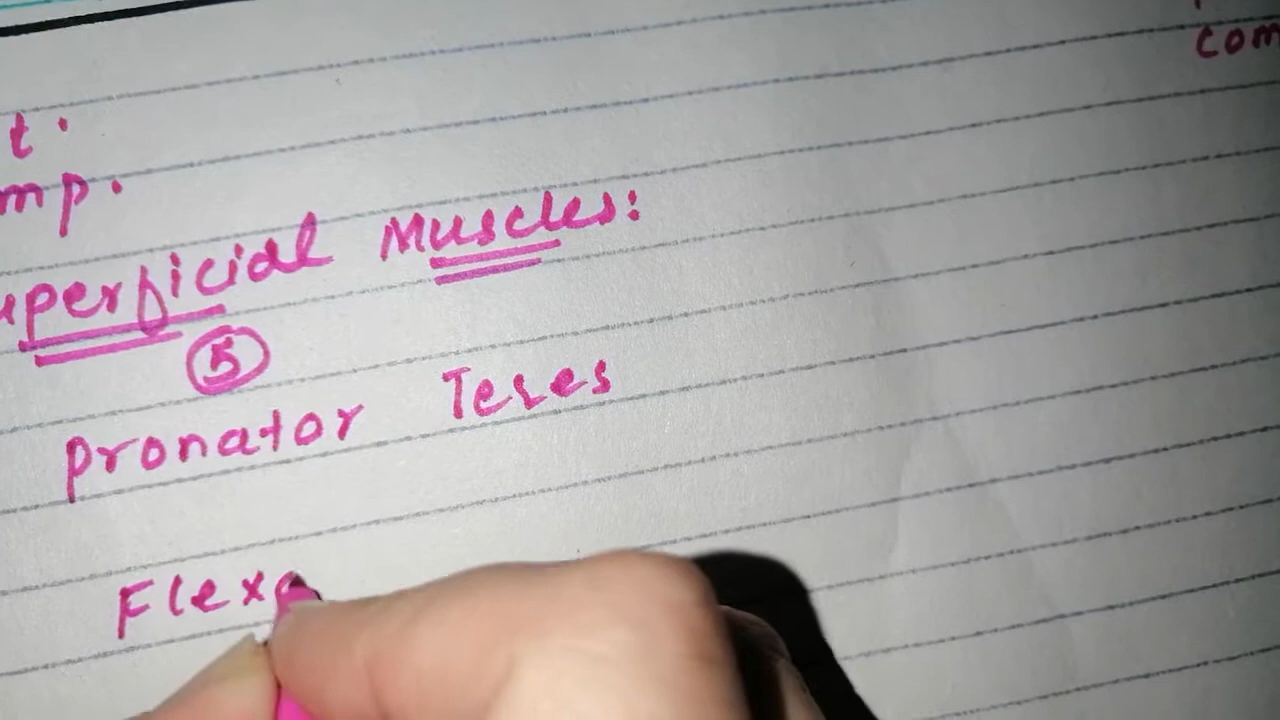 com
t.
mp.
uperficial Muscles:
5
Pronator Teres
Flexo